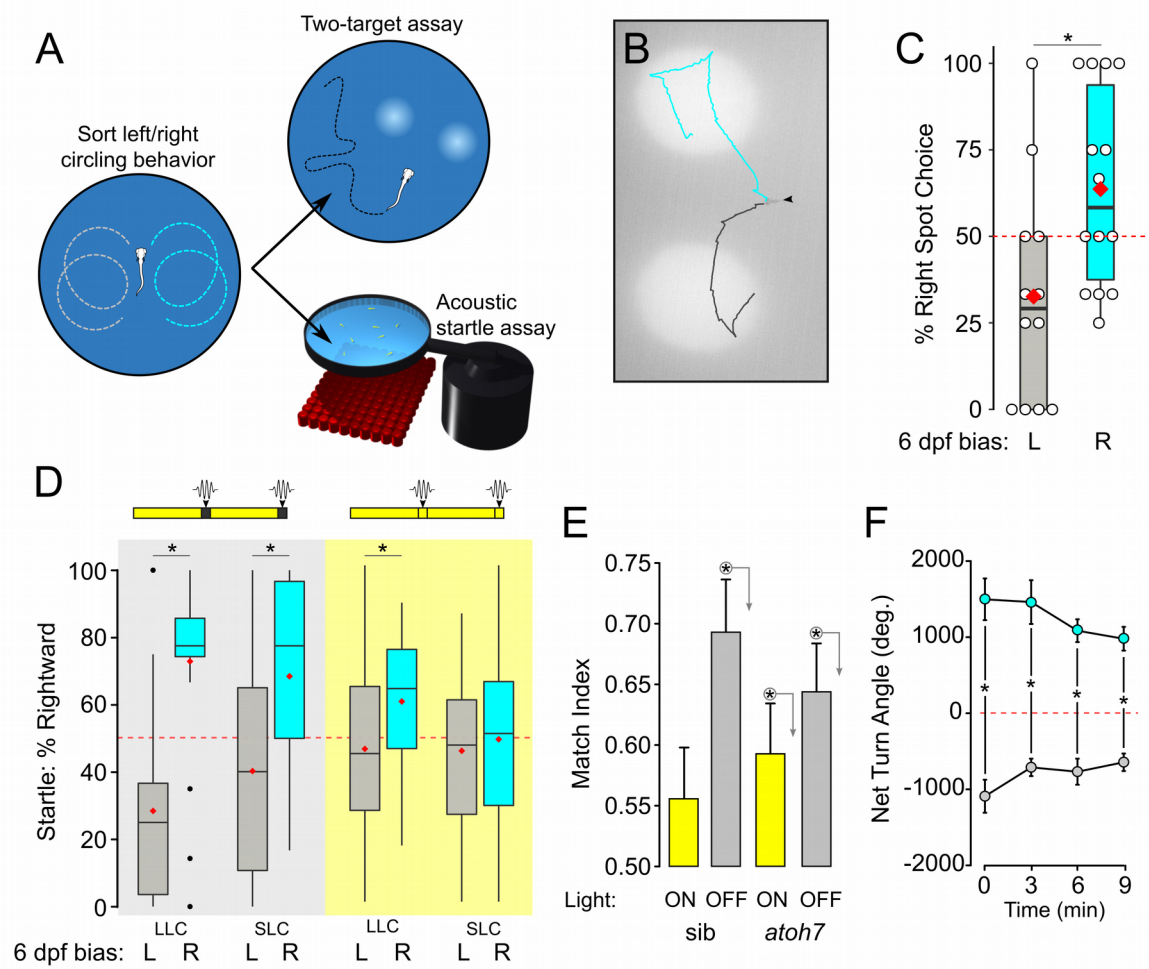 A
Two-target assay
Sort left/right
circling behavior
Acoustic
startle assay
B
C
*
% Right Spot Choice
100
75
50
25
0
6 dpf bias: L R
D
* * *
Startle: % Rightward
100
80
60
40
20
0
LLC SLC LLC SLC
6 dpf bias: L R L R L R L R
E
Match Index
0.75
0.70
0.65
0.60
0.55
0.50
* * *
Light: ON OFF ON OFF
sib atoh7
F
Net Turn Angle (deg.)
2000
1000
0
-1000
-2000
* * * *
0 3 6 9
Time (min)